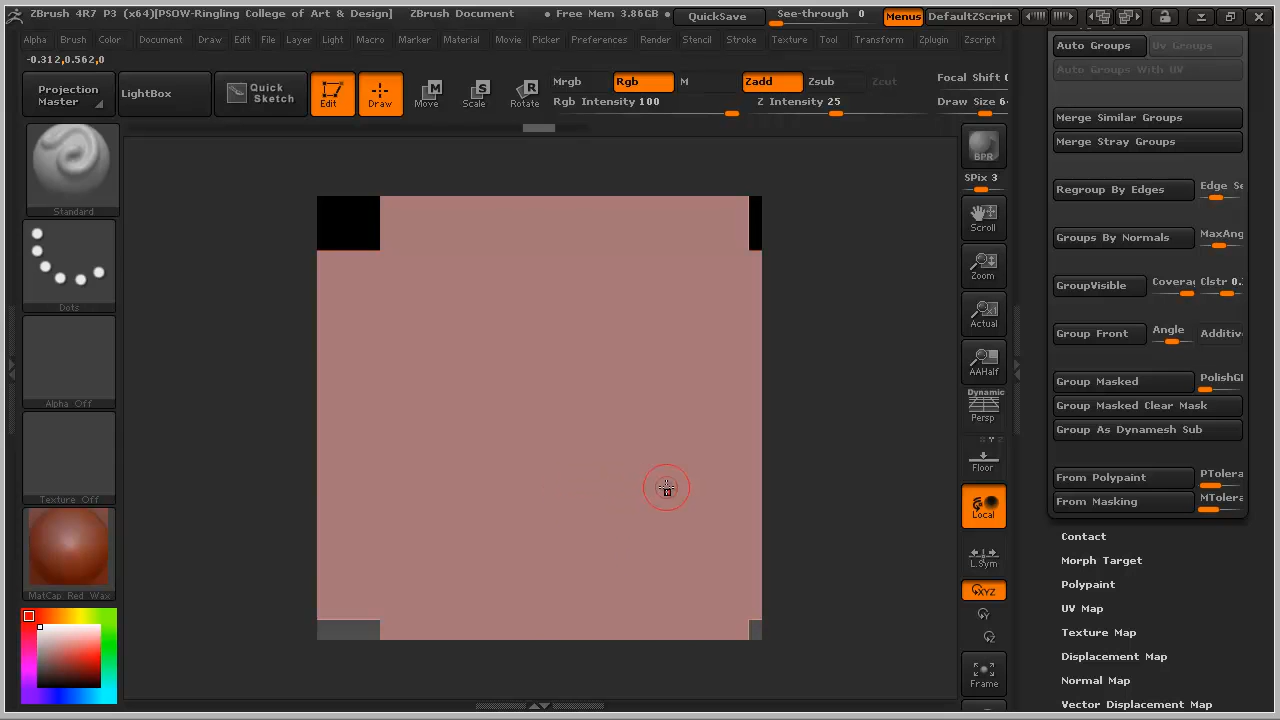 ZBrush 4R7 P3 (x64)[PSOW-Ringling College of Art & Design] ZBrush Document • Free Mem 3.86GB • QuickSave See-through 0 Menus DefaultZScript
Alpha Brush Color Document Draw Edit File Layer Light Macro Marker Material Movie Picker Preferences Render Stencil Stroke Texture Tool Transform Zplugin Zscript
-0.312,0.562,0
Projection Master
LightBox
Quick Sketch
Edit
Draw
Move
Scale
Rotate
Mrgb Rgb M Zadd Zsub Zcut Focal Shift
Rgb Intensity 100 Z Intensity 25 Draw Size
Standard
Dots
Alpha Off
Texture Off
MatCap Red Wax
BPR
SPix 3
Scroll
Zoom
Actual
AAHalf
Dynamic
Persp
Floor
Local
L.Sym
XYZ
Y
Z
Frame
Auto Groups Uv Groups
Auto Groups With UV
Merge Similar Groups
Merge Stray Groups
Regroup By Edges Edge Se
Groups By Normals MaxAng
GroupVisible Coverag Clstr 0.
Group Front Angle Additiv
Group Masked PolishG
Group Masked Clear Mask
Group As Dynamesh Sub
From Polypaint PTolera
From Masking MTolera
Contact
Morph Target
Polypaint
UV Map
Texture Map
Displacement Map
Normal Map
Vector Displacement Map